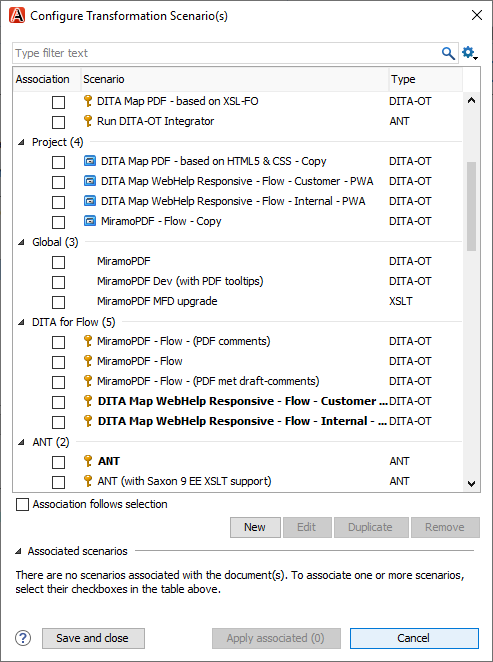 Configure Transformation Scenario(s)
Type filter text
Association Scenario Type
DITA Map PDF - based on XSL-FO DITA-OT
Run DITA-OT Integrator ANT
Project (4)
DITA Map PDF - based on HTML5 & CSS - Copy DITA-OT
DITA Map WebHelp Responsive - Flow - Customer - PWA DITA-OT
DITA Map WebHelp Responsive - Flow - Internal - PWA DITA-OT
MiramoPDF - Flow - Copy DITA-OT
Global (3)
MiramoPDF DITA-OT
MiramoPDF Dev (with PDF tooltips) DITA-OT
MiramoPDF MFD upgrade XSLT
DITA for Flow (5)
MiramoPDF - Flow - (PDF comments) DITA-OT
MiramoPDF - Flow DITA-OT
MiramoPDF - Flow - (PDF met draft-comments) DITA-OT
DITA Map WebHelp Responsive - Flow - Customer ... DITA-OT
DITA Map WebHelp Responsive - Flow - Internal - ... DITA-OT
ANT (2)
ANT ANT
ANT (with Saxon 9 EE XSLT support) ANT
Association follows selection
New Edit Duplicate Remove
Associated scenarios
There are no scenarios associated with the document(s). To associate one or more scenarios,
select their checkboxes in the table above.
? Save and close Apply associated (0) Cancel